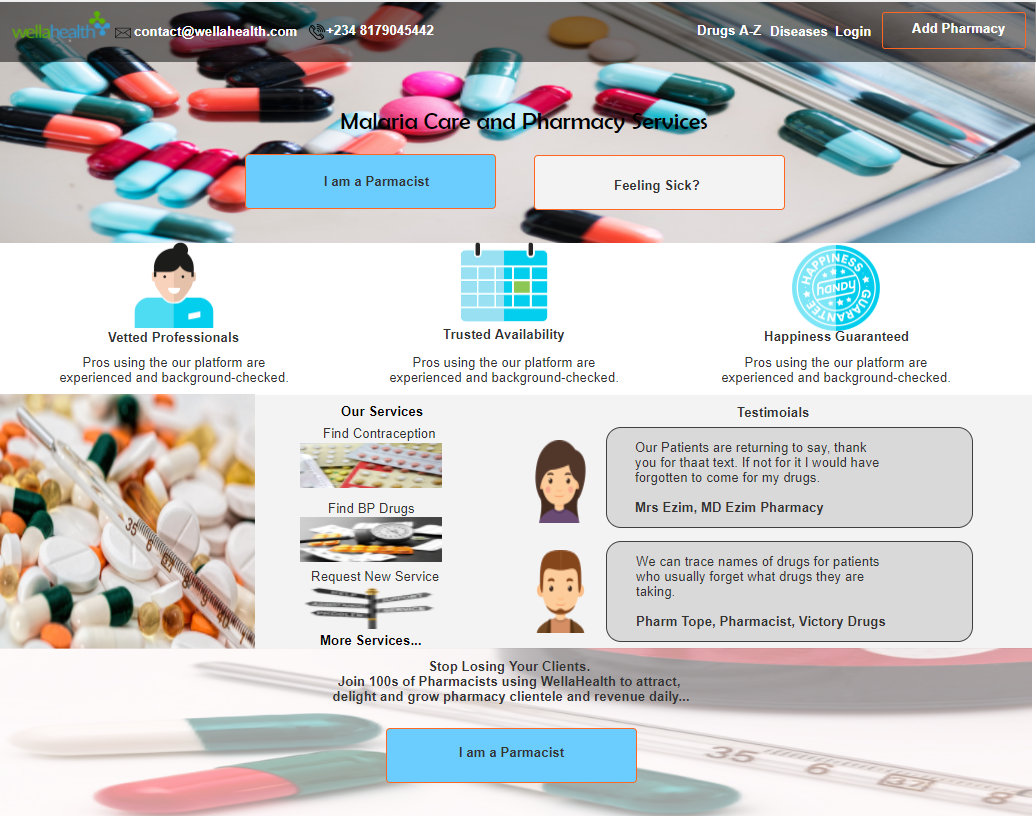 wellahealth contact@wellahealth.com +234 8179045442 Drugs A-Z Diseases Login Add Pharmacy
Malaria Care and Pharmacy Services
I am a Parmacist
Feeling Sick?
HAPPINESS
HANDY
GUARANTEE
Vetted Professionals
Pros using the our platform are
experienced and background-checked.
Trusted Availability
Pros using the our platform are
experienced and background-checked.
Happiness Guaranteed
Pros using the our platform are
experienced and background-checked.
35 6
Our Services
Find Contraception
Find BP Drugs
Request New Service
More Services...
Testimoials
Our Patients are returning to say, thank
you for thaat text. If not for it I would have
forgotten to come for my drugs.
Mrs Ezim, MD Ezim Pharmacy
We can trace names of drugs for patients
who usually forget what drugs they are
taking.
Pharm Tope, Pharmacist, Victory Drugs
Stop Losing Your Clients.
Join 100s of Pharmacists using WellaHealth to attract,
delight and grow pharmacy clientele and revenue daily...
I am a Parmacist
35 6 37 8